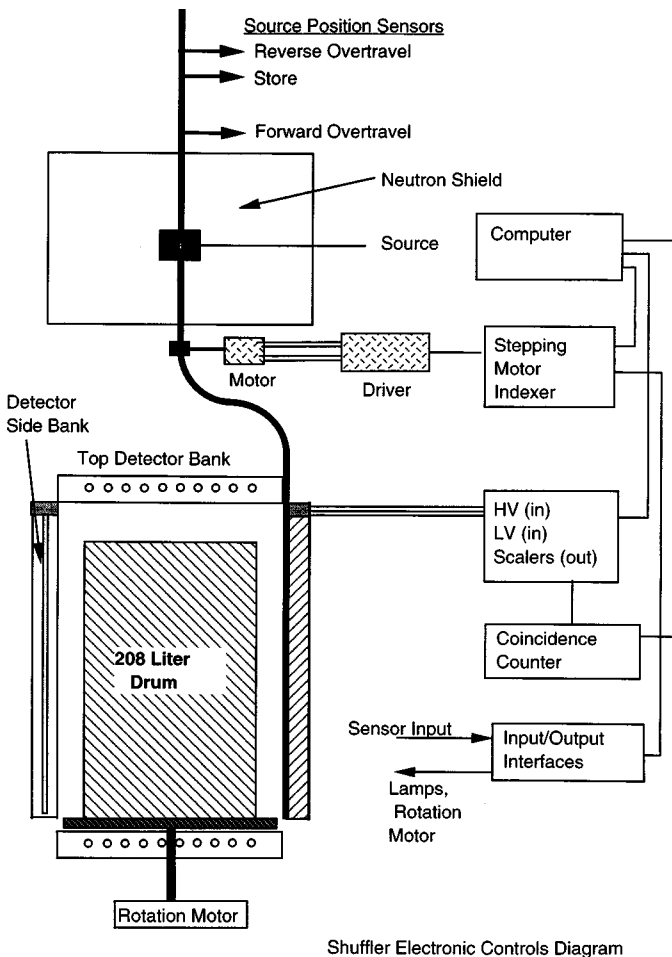 Source Position Sensors
Reverse Overtravel
Store
Forward Overtravel
Neutron Shield
Source
Computer
Motor
Driver
Stepping
Motor
Indexer
Detector
Side Bank
Top Detector Bank
HV (in)
LV (in)
Scalers (out)
208 Liter
Drum
Coincidence
Counter
Sensor Input
Input/Output
Interfaces
Lamps,
Rotation
Motor
Rotation Motor
Shuffler Electronic Controls Diagram